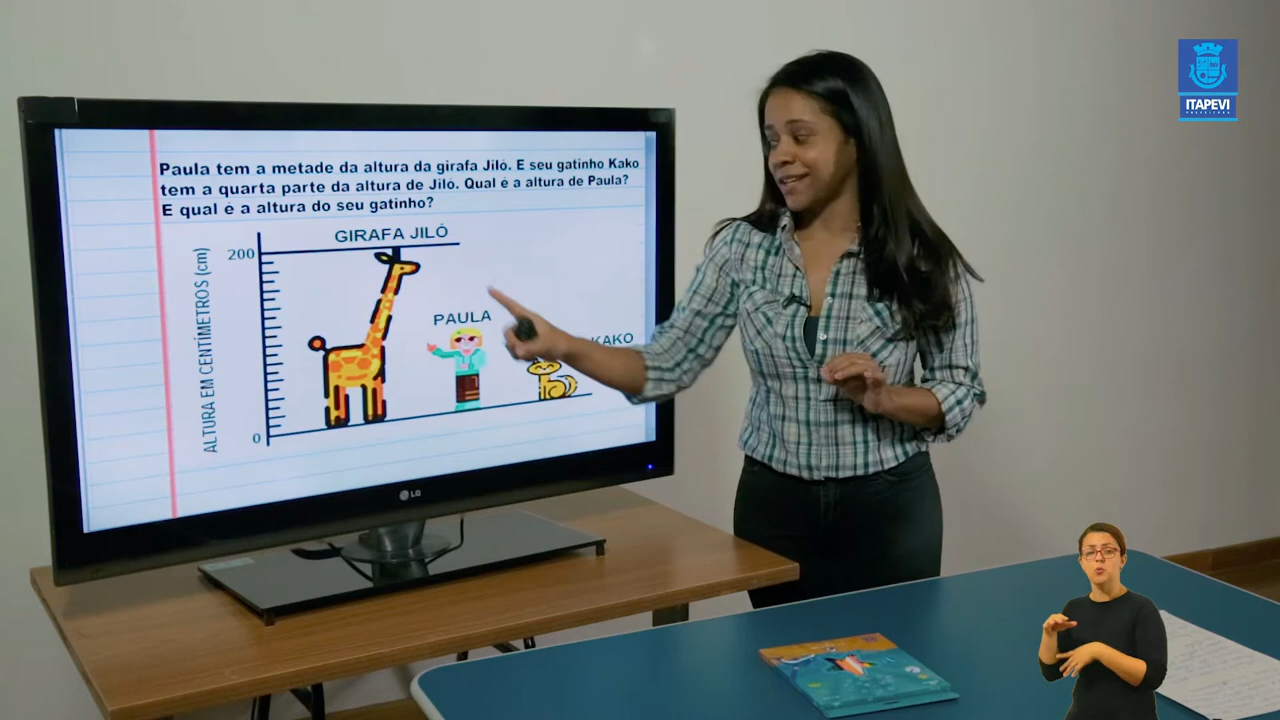 Paula tem a metade da altura da girafa Jiló. E seu gatinho Kako
tem a quarta parte da altura de Jiló. Qual é a altura de Paula?
E qual é a altura do seu gatinho?
GIRAFA JILÓ
200
ALTURA EM CENTÍMETROS (cm)
PAULA
KAKO
0
LG
ITAPEVI
PREFEITURA